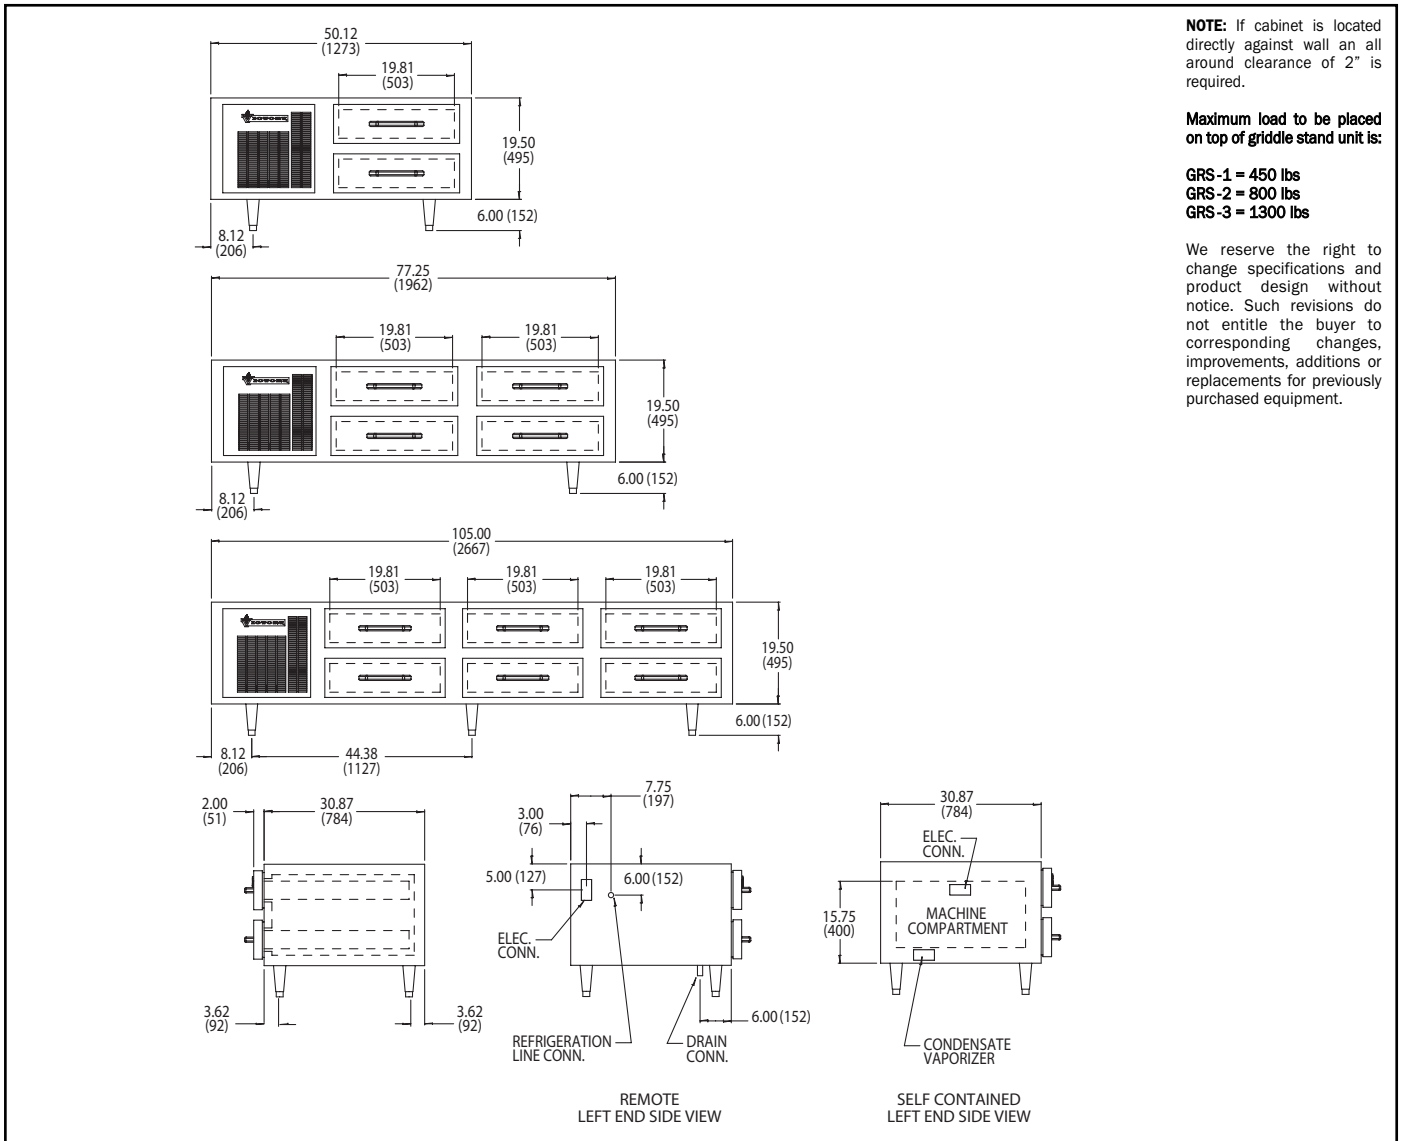 50.12
(1273)
19.81
(503)
19.50
(495)
6.00 (152)
8.12
(206)
77.25
(1962)
19.81
(503)
19.81
(503)
19.50
(495)
6.00 (152)
8.12
(206)
105.00
(2667)
19.81
(503)
19.81
(503)
19.81
(503)
19.50
(495)
6.00 (152)
8.12
(206)
44.38
(1127)
2.00
(51)
30.87
(784)
3.62
(92)
3.62
(92)
7.75
(197)
3.00
(76)
5.00 (127)
6.00 (152)
ELEC.
CONN.
6.00 (152)
REFRIGERATION
LINE CONN.
DRAIN
CONN.
REMOTE
LEFT END SIDE VIEW
30.87
(784)
ELEC.
CONN.
15.75
(400)
MACHINE
COMPARTMENT
CONDENSATE
VAPORIZER
SELF CONTAINED
LEFT END SIDE VIEW
NOTE: If cabinet is located
directly against wall an all
around clearance of 2” is
required.
Maximum load to be placed
on top of griddle stand unit is:
GRS-1 = 450 lbs
GRS-2 = 800 lbs
GRS-3 = 1300 lbs
We reserve the right to
change specifications and
product design without
notice. Such revisions do
not entitle the buyer to
corresponding changes,
improvements, additions or
replacements for previously
purchased equipment.